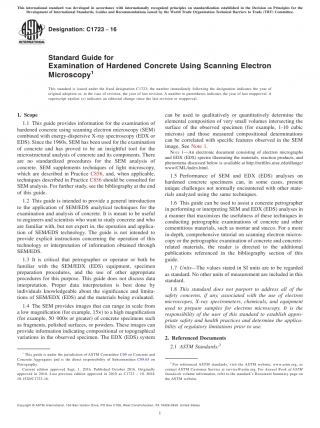 This international standard was developed in accordance with internationally recognized principles on standardization established in the Decision on Principles for the
Development of International Standards, Guides and Recommendations issued by the World Trade Organization Technical Barriers to Trade (TBT) Committee.
Designation: C1723 − 16
Standard Guide for
Examination of Hardened Concrete Using Scanning Electron
Microscopy¹
This standard is issued under the fixed designation C1723; the number immediately following the designation indicates the year of
original adoption or, in the case of revision, the year of last revision. A number in parentheses indicates the year of last reapproval. A
superscript epsilon (ε) indicates an editorial change since the last revision or reapproval.
1. Scope
1.1 This guide provides information for the examination of
hardened concrete using scanning electron microscopy (SEM)
combined with energy-dispersive X-ray spectroscopy (EDX or
EDS). Since the 1960s, SEM has been used for the examination
of concrete and has proved to be an insightful tool for the
microstructural analysis of concrete and its components. There
are no standardized procedures for the SEM analysis of
concrete. SEM supplements techniques of light microscopy,
which are described in Practice C856, and, when applicable,
techniques described in Practice C856 should be consulted for
SEM analysis. For further study, see the bibliography at the end
of this guide.
1.2 This guide is intended to provide a general introduction
to the application of SEM/EDS analytical techniques for the
examination and analysis of concrete. It is meant to be useful
to engineers and scientists who want to study concrete and who
are familiar with, but not expert in, the operation and applica-
tion of SEM/EDS technology. The guide is not intended to
provide explicit instructions concerning the operation of this
technology or interpretation of information obtained through
SEM/EDS.
1.3 It is critical that petrographer or operator or both be
familiar with the SEM/EDX (EDS) equipment, specimen
preparation procedures, and the use of other appropriate
procedures for this purpose. This guide does not discuss data
interpretation. Proper data interpretation is best done by
individuals knowledgeable about the significance and limita-
tions of SEM/EDX (EDS) and the materials being evaluated.
1.4 The SEM provides images that can range in scale from
a low magnification (for example, 15×) to a high magnification
(for example, 50 000× or greater) of concrete specimens such
as fragments, polished surfaces, or powders. These images can
provide information indicating compositional or topographical
variations in the observed specimen. The EDX (EDS) system
can be used to qualitatively or quantitatively determine the
elemental composition of very small volumes intersecting the
surface of the observed specimen (for example, 1-10 cubic
microns) and those measured compositional determinations
can be correlated with specific features observed in the SEM
image. See Note 1.
NOTE 1—An electronic document consisting of electron micrographs
and EDX (EDS) spectra illustrating the materials, reaction products, and
phenomena discussed below is available at
1.5 Performance of SEM and EDX (EDS) analyses on
hardened concrete specimens can, in some cases, present
unique challenges not normally encountered with other mate-
rials analyzed using the same techniques.
1.6 This guide can be used to assist a concrete petrographer
in performing or interpreting SEM and EDX (EDS) analyses in
a manner that maximizes the usefulness of these techniques in
conducting petrographic examinations of concrete and other
cementitious materials, such as mortar and stucco. For a more
in-depth, comprehensive tutorial on scanning electron micros-
copy or the petrographic examination of concrete and concrete-
related materials, the reader is directed to the additional
publications referenced in the bibliography section of this
guide.
1.7 Units—The values stated in SI units are to be regarded
as standard. No other units of measurement are included in this
standard.
1.8 This standard does not purport to address all of the
safety concerns, if any, associated with the use of electron
microscopes, X-ray spectrometers, chemicals, and equipment
used to prepare samples for electron microscopy. It is the
responsibility of the user of this standard to establish appro-
priate safety and health practices and determine the applica-
bility of regulatory limitations prior to use.
2. Referenced Documents
2.1 ASTM Standards:²
¹ This guide is under the jurisdiction of ASTM Committee C09 on Concrete and
Concrete Aggregates and is the direct responsibility of Subcommittee C09.65 on
Petrography.
Current edition approved Sept. 1, 2016. Published October 2016. Originally
² For referenced ASTM standards, visit the ASTM website, www.astm.org, or
contact ASTM Customer Service at service@astm.org. For Annual Book of ASTM
Standards volume information, refer to the standard's Document Summary page on
the ASTM website.
Copyright © ASTM International, 100 Barr Harbor Drive, PO Box C700, West Conshohocken, PA 19428-2959. United States
1